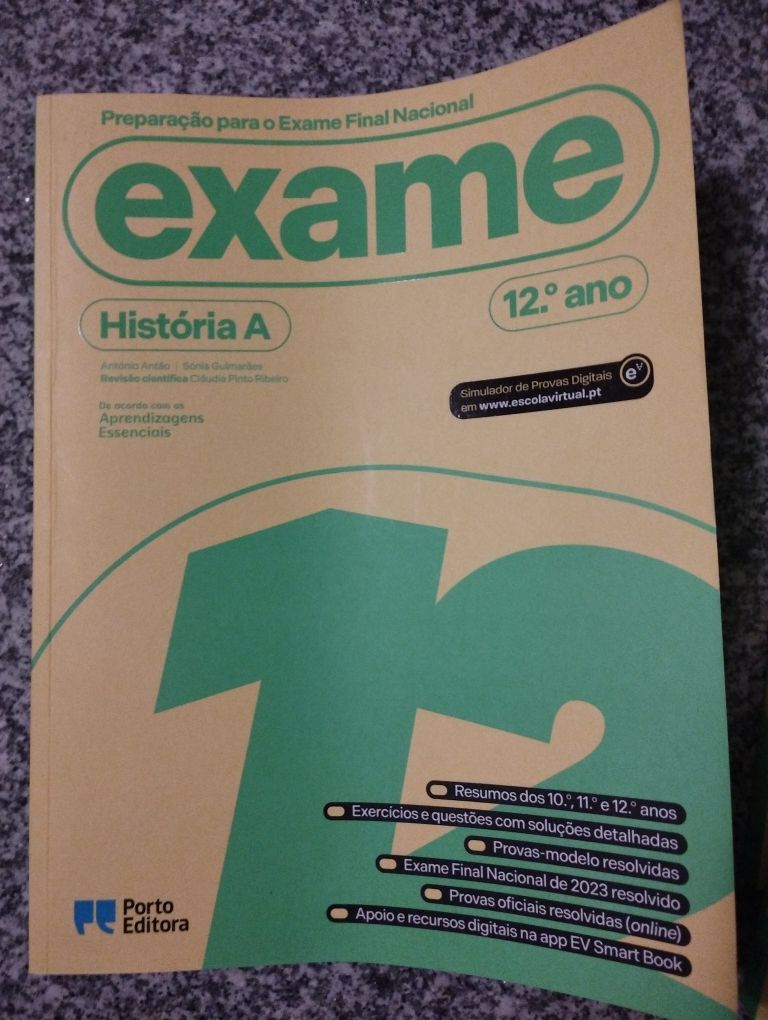 Preparação para o Exame Final Nacional
exame
História A
12.º ano
António Antão | Sónia Guimarães
Revisão científica Cláudia Pinto Ribeiro
De acordo com as
Aprendizagens
Essenciais
Simulador de Provas Digitais
em www.escolavirtual.pt
eV
12
Resumos dos 10.º, 11.º e 12.º anos
Exercícios e questões com soluções detalhadas
Provas-modelo resolvidas
Exame Final Nacional de 2023 resolvido
Provas oficiais resolvidas (online)
Apoio e recursos digitais na app EV Smart Book
Porto
Editora